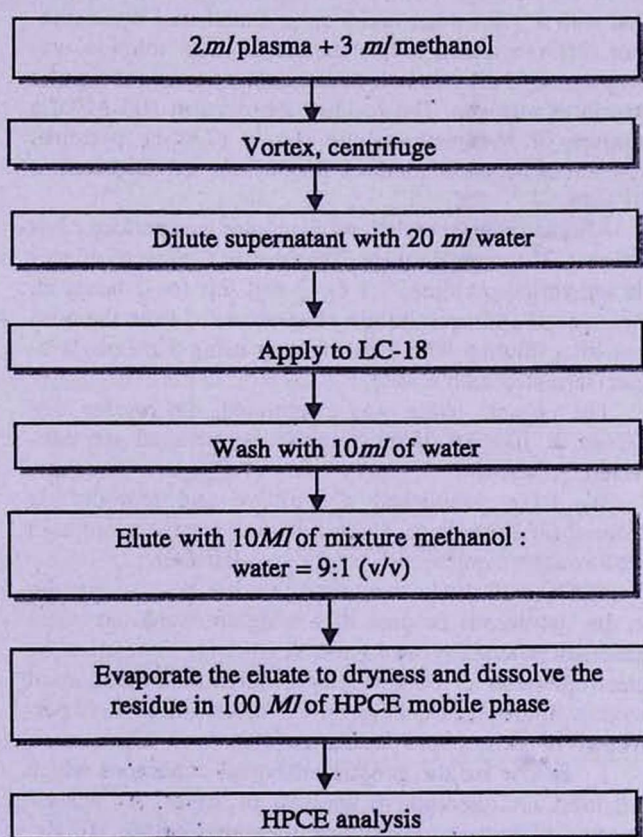 2ml plasma + 3 ml methanol
Vortex, centrifuge
Dilute supernatant with 20 ml water
Apply to LC-18
Wash with 10ml of water
Elute with 10Ml of mixture methanol :
water = 9:1 (v/v)
Evaporate the eluate to dryness and dissolve the
residue in 100 Ml of HPCE mobile phase
HPCE analysis